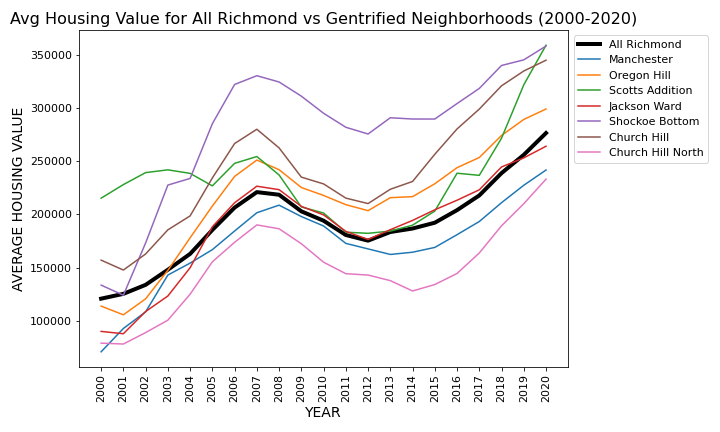 Avg Housing Value for All Richmond vs Gentrified Neighborhoods (2000-2020)
All Richmond
Manchester
Oregon Hill
Scotts Addition
Jackson Ward
Shockoe Bottom
Church Hill
Church Hill North
AVERAGE HOUSING VALUE
350000
300000
250000
200000
150000
100000
2000 2001 2002 2003 2004 2005 2006 2007 2008 2009 2010 2011 2012 2013 2014 2015 2016 2017 2018 2019 2020
YEAR